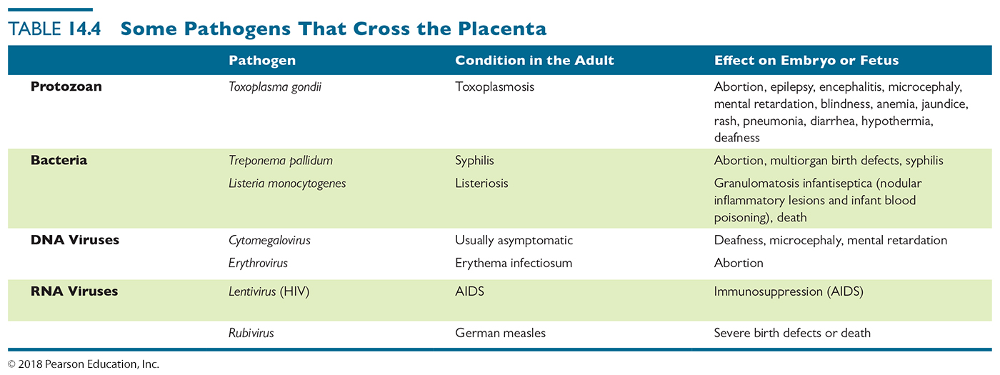 TABLE 14.4 Some Pathogens That Cross the Placenta
Pathogen Condition in the Adult Effect on Embryo or Fetus
Protozoan Toxoplasma gondii Toxoplasmosis Abortion, epilepsy, encephalitis, microcephaly,
mental retardation, blindness, anemia, jaundice,
rash, pneumonia, diarrhea, hypothermia,
deafness
Bacteria Treponema pallidum Syphilis Abortion, multiorgan birth defects, syphilis
Listeria monocytogenes Listeriosis Granulomatosis infantiseptica (nodular
inflammatory lesions and infant blood
poisoning), death
DNA Viruses Cytomegalovirus Usually asymptomatic Deafness, microcephaly, mental retardation
Erythrovirus Erythema infectiosum Abortion
RNA Viruses Lentivirus (HIV) AIDS Immunosuppression (AIDS)
Rubivirus German measles Severe birth defects or death
© 2018 Pearson Education, Inc.